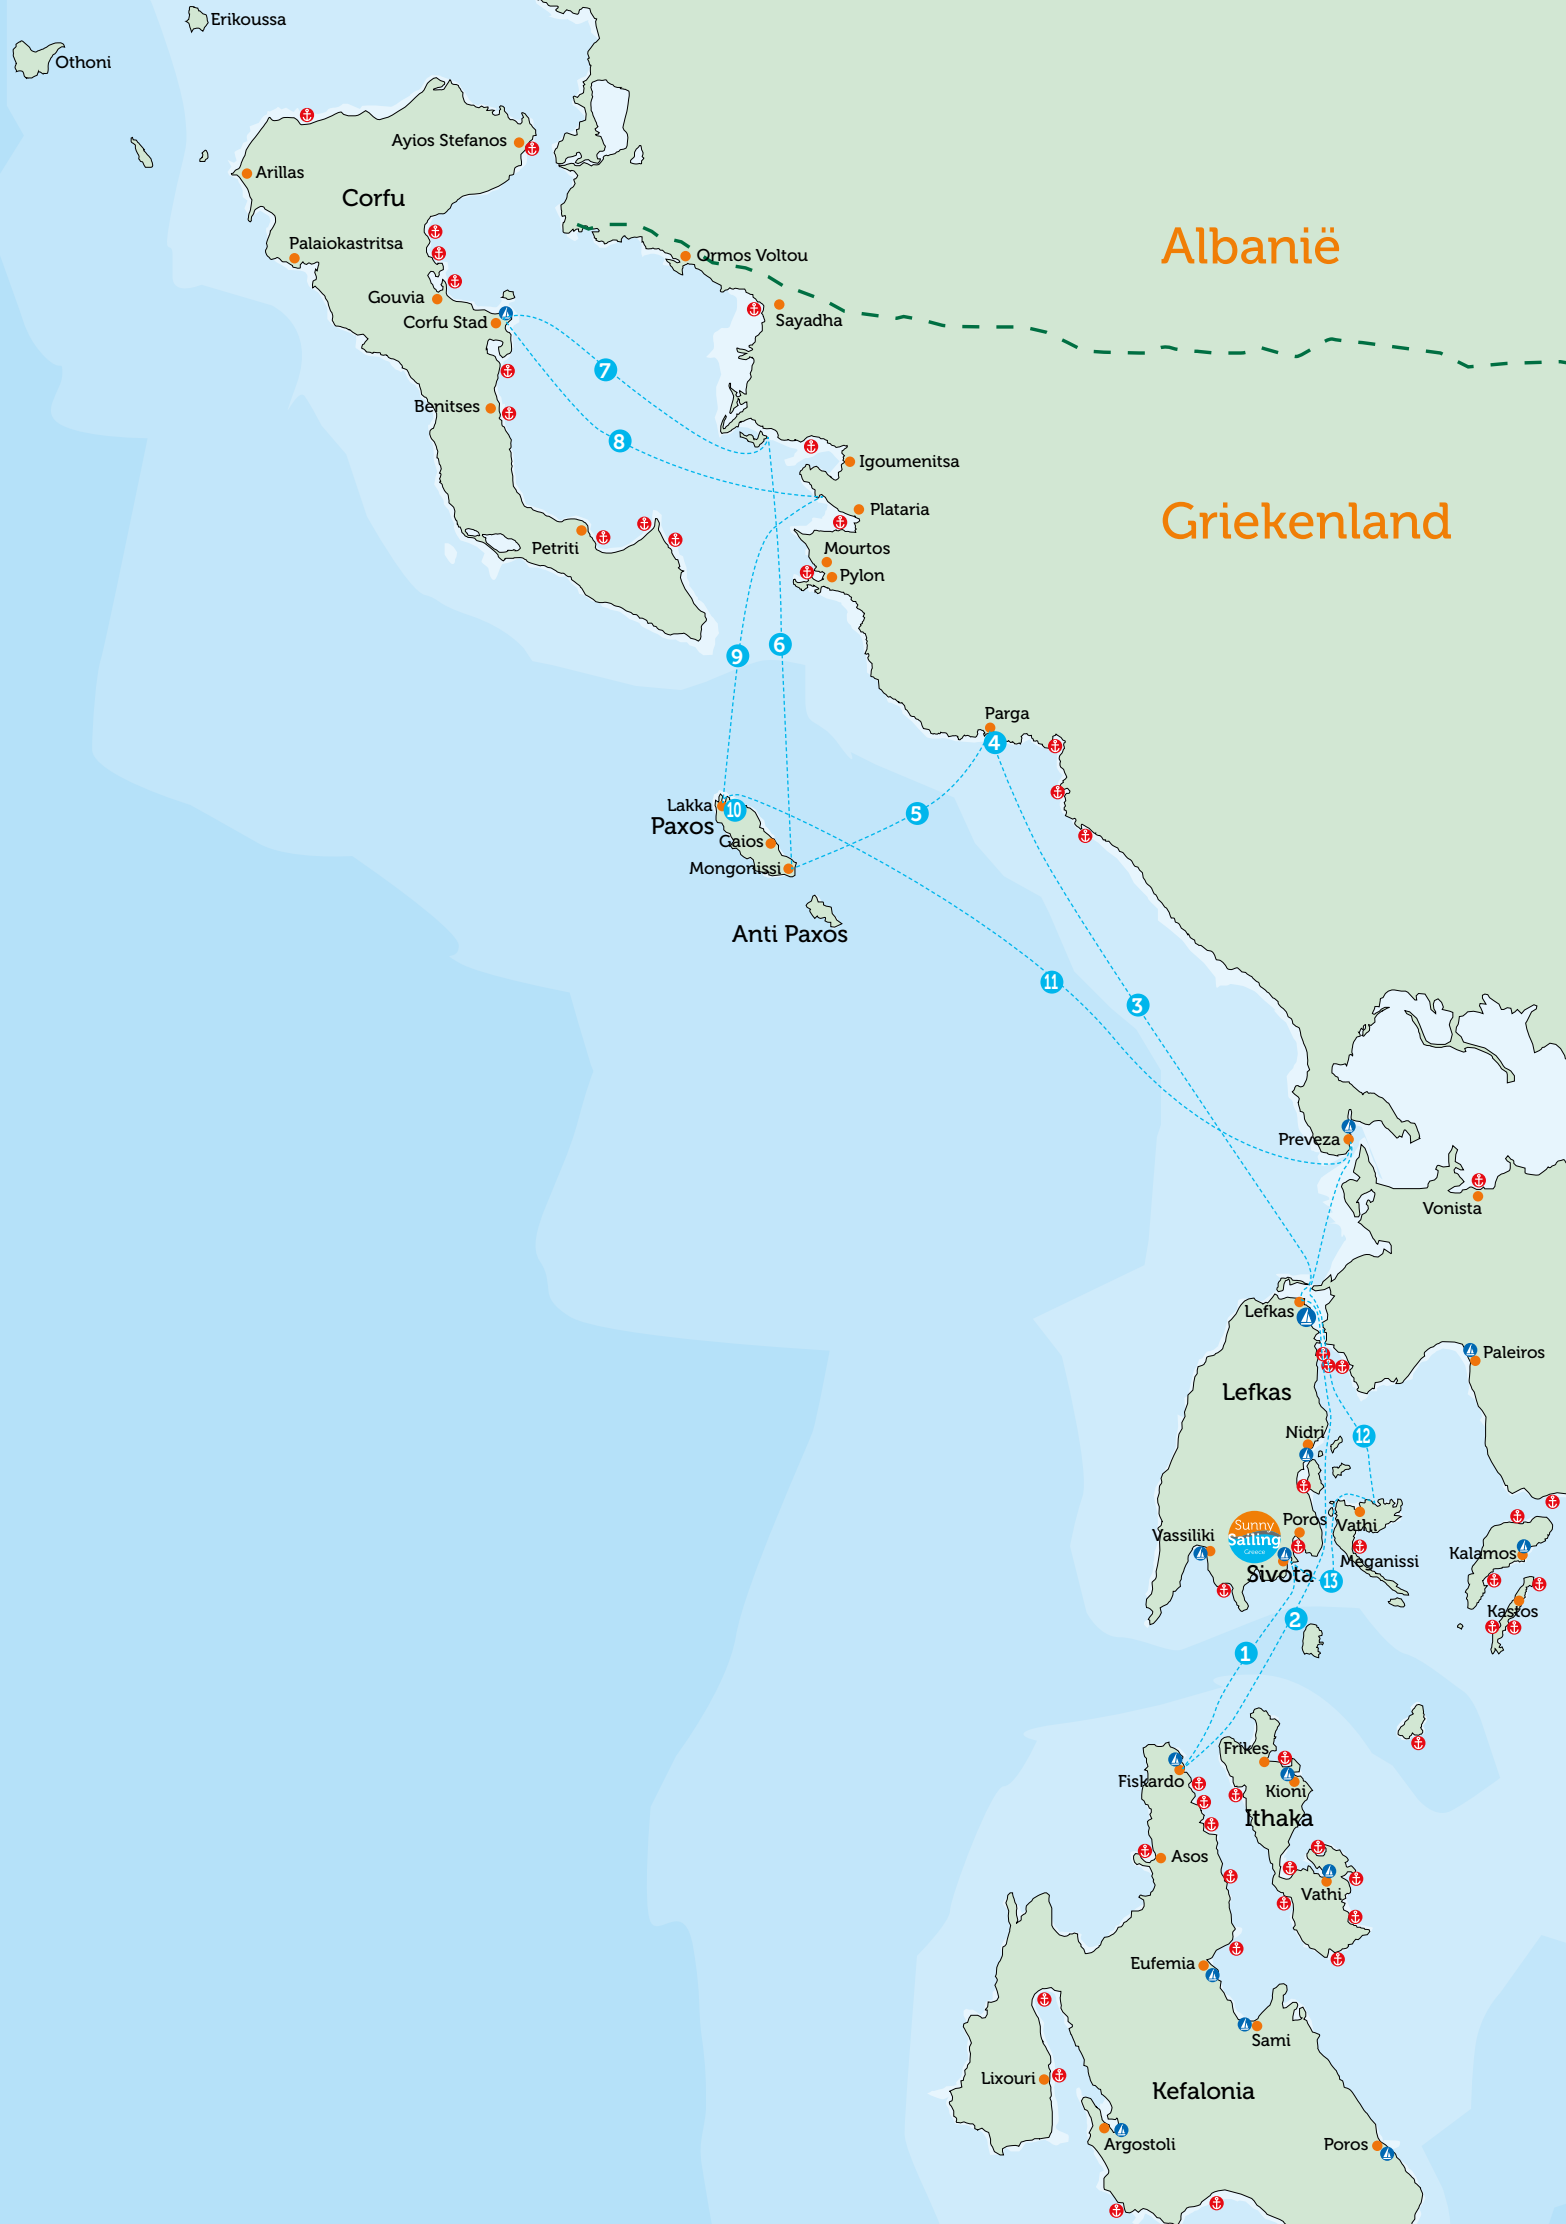 Erikoussa
Othoni
Ayios Stefanos
Arillas
Corfu
Palaiokastritsa
Albanië
Ormos Voltou
Gouvia
Corfu Stad
Sayadha
7
Benitses
8
Igoumenitsa
Plataria
Griekenland
Petriti
Mourtos
Pylon
6
9
Parga
4
Lakka
10
5
Paxos
Gaios
Mongonissi
Anti Paxos
11
3
Preveza
Vonista
Lefkas
Paleiros
Lefkas
Nidri
12
Poros
Vathi
Sunny
Sailing
Greece
Vassiliki
Kalamos
Meganissi
Sivota
13
Kastos
2
1
Frikes
Fiskardo
Kioni
Ithaka
Asos
Vathi
Eufemia
Sami
Lixouri
Kefalonia
Argostoli
Poros